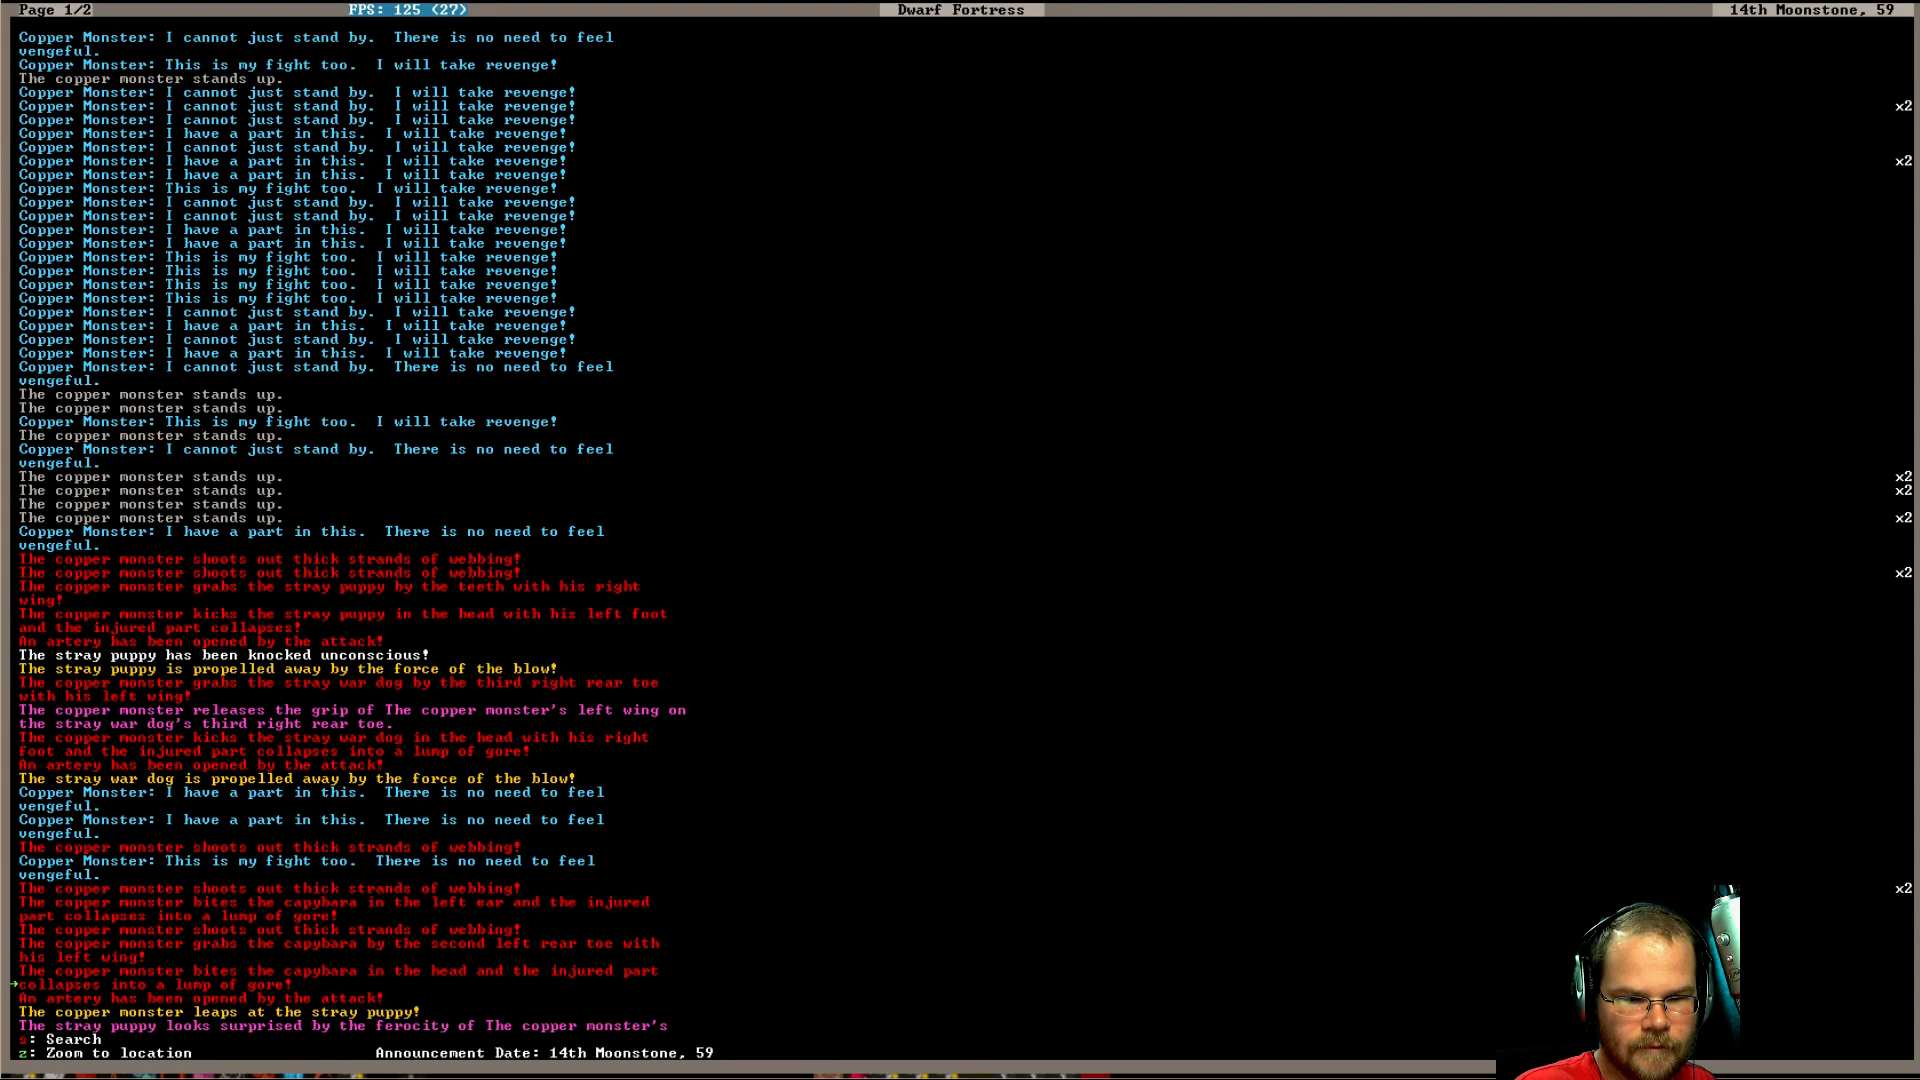 Page 1/2 FPS: 125 (27) Dwarf Fortress 14th Moonstone, 59
Copper Monster: I cannot just stand by.  There is no need to feel
vengeful.
Copper Monster: This is my fight too.  I will take revenge!
The copper monster stands up.
Copper Monster: I cannot just stand by.  I will take revenge!
Copper Monster: I cannot just stand by.  I will take revenge! x2
Copper Monster: I cannot just stand by.  I will take revenge!
Copper Monster: I have a part in this.  I will take revenge!
Copper Monster: I cannot just stand by.  I will take revenge!
Copper Monster: I have a part in this.  I will take revenge! x2
Copper Monster: I have a part in this.  I will take revenge!
Copper Monster: This is my fight too.  I will take revenge!
Copper Monster: I cannot just stand by.  I will take revenge!
Copper Monster: I cannot just stand by.  I will take revenge!
Copper Monster: I have a part in this.  I will take revenge!
Copper Monster: I have a part in this.  I will take revenge!
Copper Monster: This is my fight too.  I will take revenge!
Copper Monster: This is my fight too.  I will take revenge!
Copper Monster: This is my fight too.  I will take revenge!
Copper Monster: This is my fight too.  I will take revenge!
Copper Monster: I cannot just stand by.  I will take revenge!
Copper Monster: I have a part in this.  I will take revenge!
Copper Monster: I cannot just stand by.  I will take revenge!
Copper Monster: I have a part in this.  I will take revenge!
Copper Monster: I cannot just stand by.  There is no need to feel
vengeful.
The copper monster stands up.
The copper monster stands up.
Copper Monster: This is my fight too.  I will take revenge!
The copper monster stands up.
Copper Monster: I cannot just stand by.  There is no need to feel
vengeful.
The copper monster stands up. x2
The copper monster stands up. x2
The copper monster stands up.
The copper monster stands up. x2
Copper Monster: I have a part in this.  There is no need to feel
vengeful.
The copper monster shoots out thick strands of webbing!
The copper monster shoots out thick strands of webbing! x2
The copper monster grabs the stray puppy by the teeth with his right
wing!
The copper monster kicks the stray puppy in the head with his left foot
and the injured part collapses!
An artery has been opened by the attack!
The stray puppy has been knocked unconscious!
The stray puppy is propelled away by the force of the blow!
The copper monster grabs the stray war dog by the third right rear toe
with his left wing!
The copper monster releases the grip of The copper monster's left wing on
the stray war dog's third right rear toe.
The copper monster kicks the stray war dog in the head with his right
foot and the injured part collapses into a lump of gore!
An artery has been opened by the attack!
The stray war dog is propelled away by the force of the blow!
Copper Monster: I have a part in this.  There is no need to feel
vengeful.
Copper Monster: I have a part in this.  There is no need to feel
vengeful.
The copper monster shoots out thick strands of webbing!
Copper Monster: This is my fight too.  There is no need to feel
vengeful.
The copper monster shoots out thick strands of webbing! x2
The copper monster bites the capybara in the left ear and the injured
part collapses into a lump of gore!
The copper monster shoots out thick strands of webbing!
The copper monster grabs the capybara by the second left rear toe with
his left wing!
The copper monster bites the capybara in the head and the injured part
collapses into a lump of gore!
An artery has been opened by the attack!
The copper monster leaps at the stray puppy!
The stray puppy looks surprised by the ferocity of The copper monster's
s: Search
z: Zoom to location Announcement Date: 14th Moonstone, 59